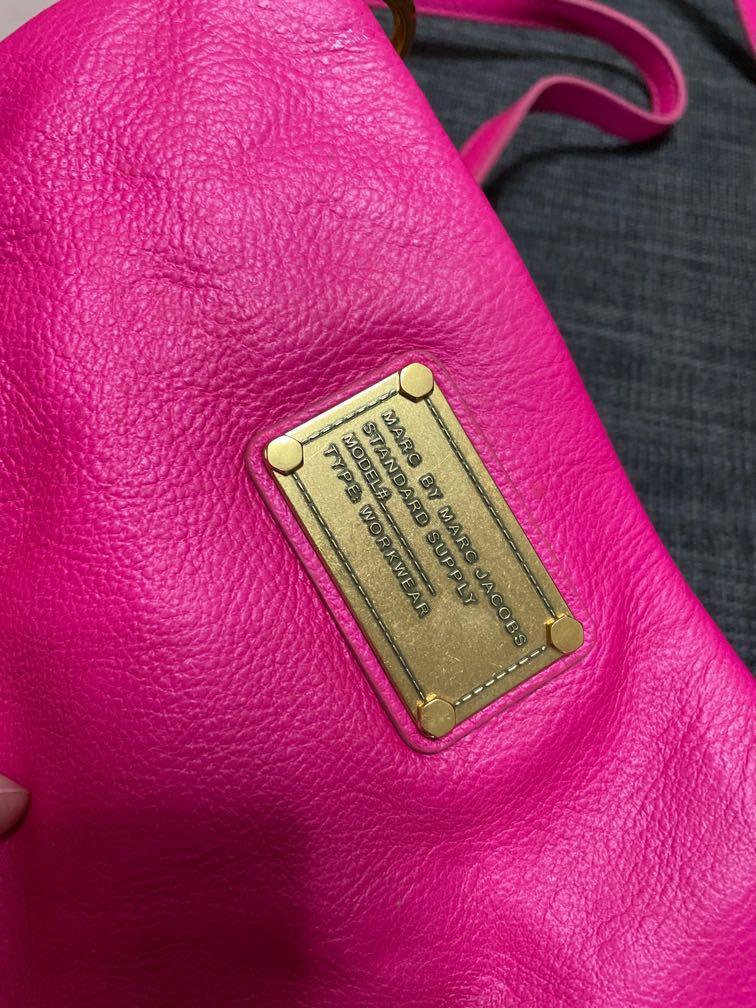 MARC BY MARC JACOBS
STANDARD SUPPLY
MODEL#:
TYPE: WORKWEAR